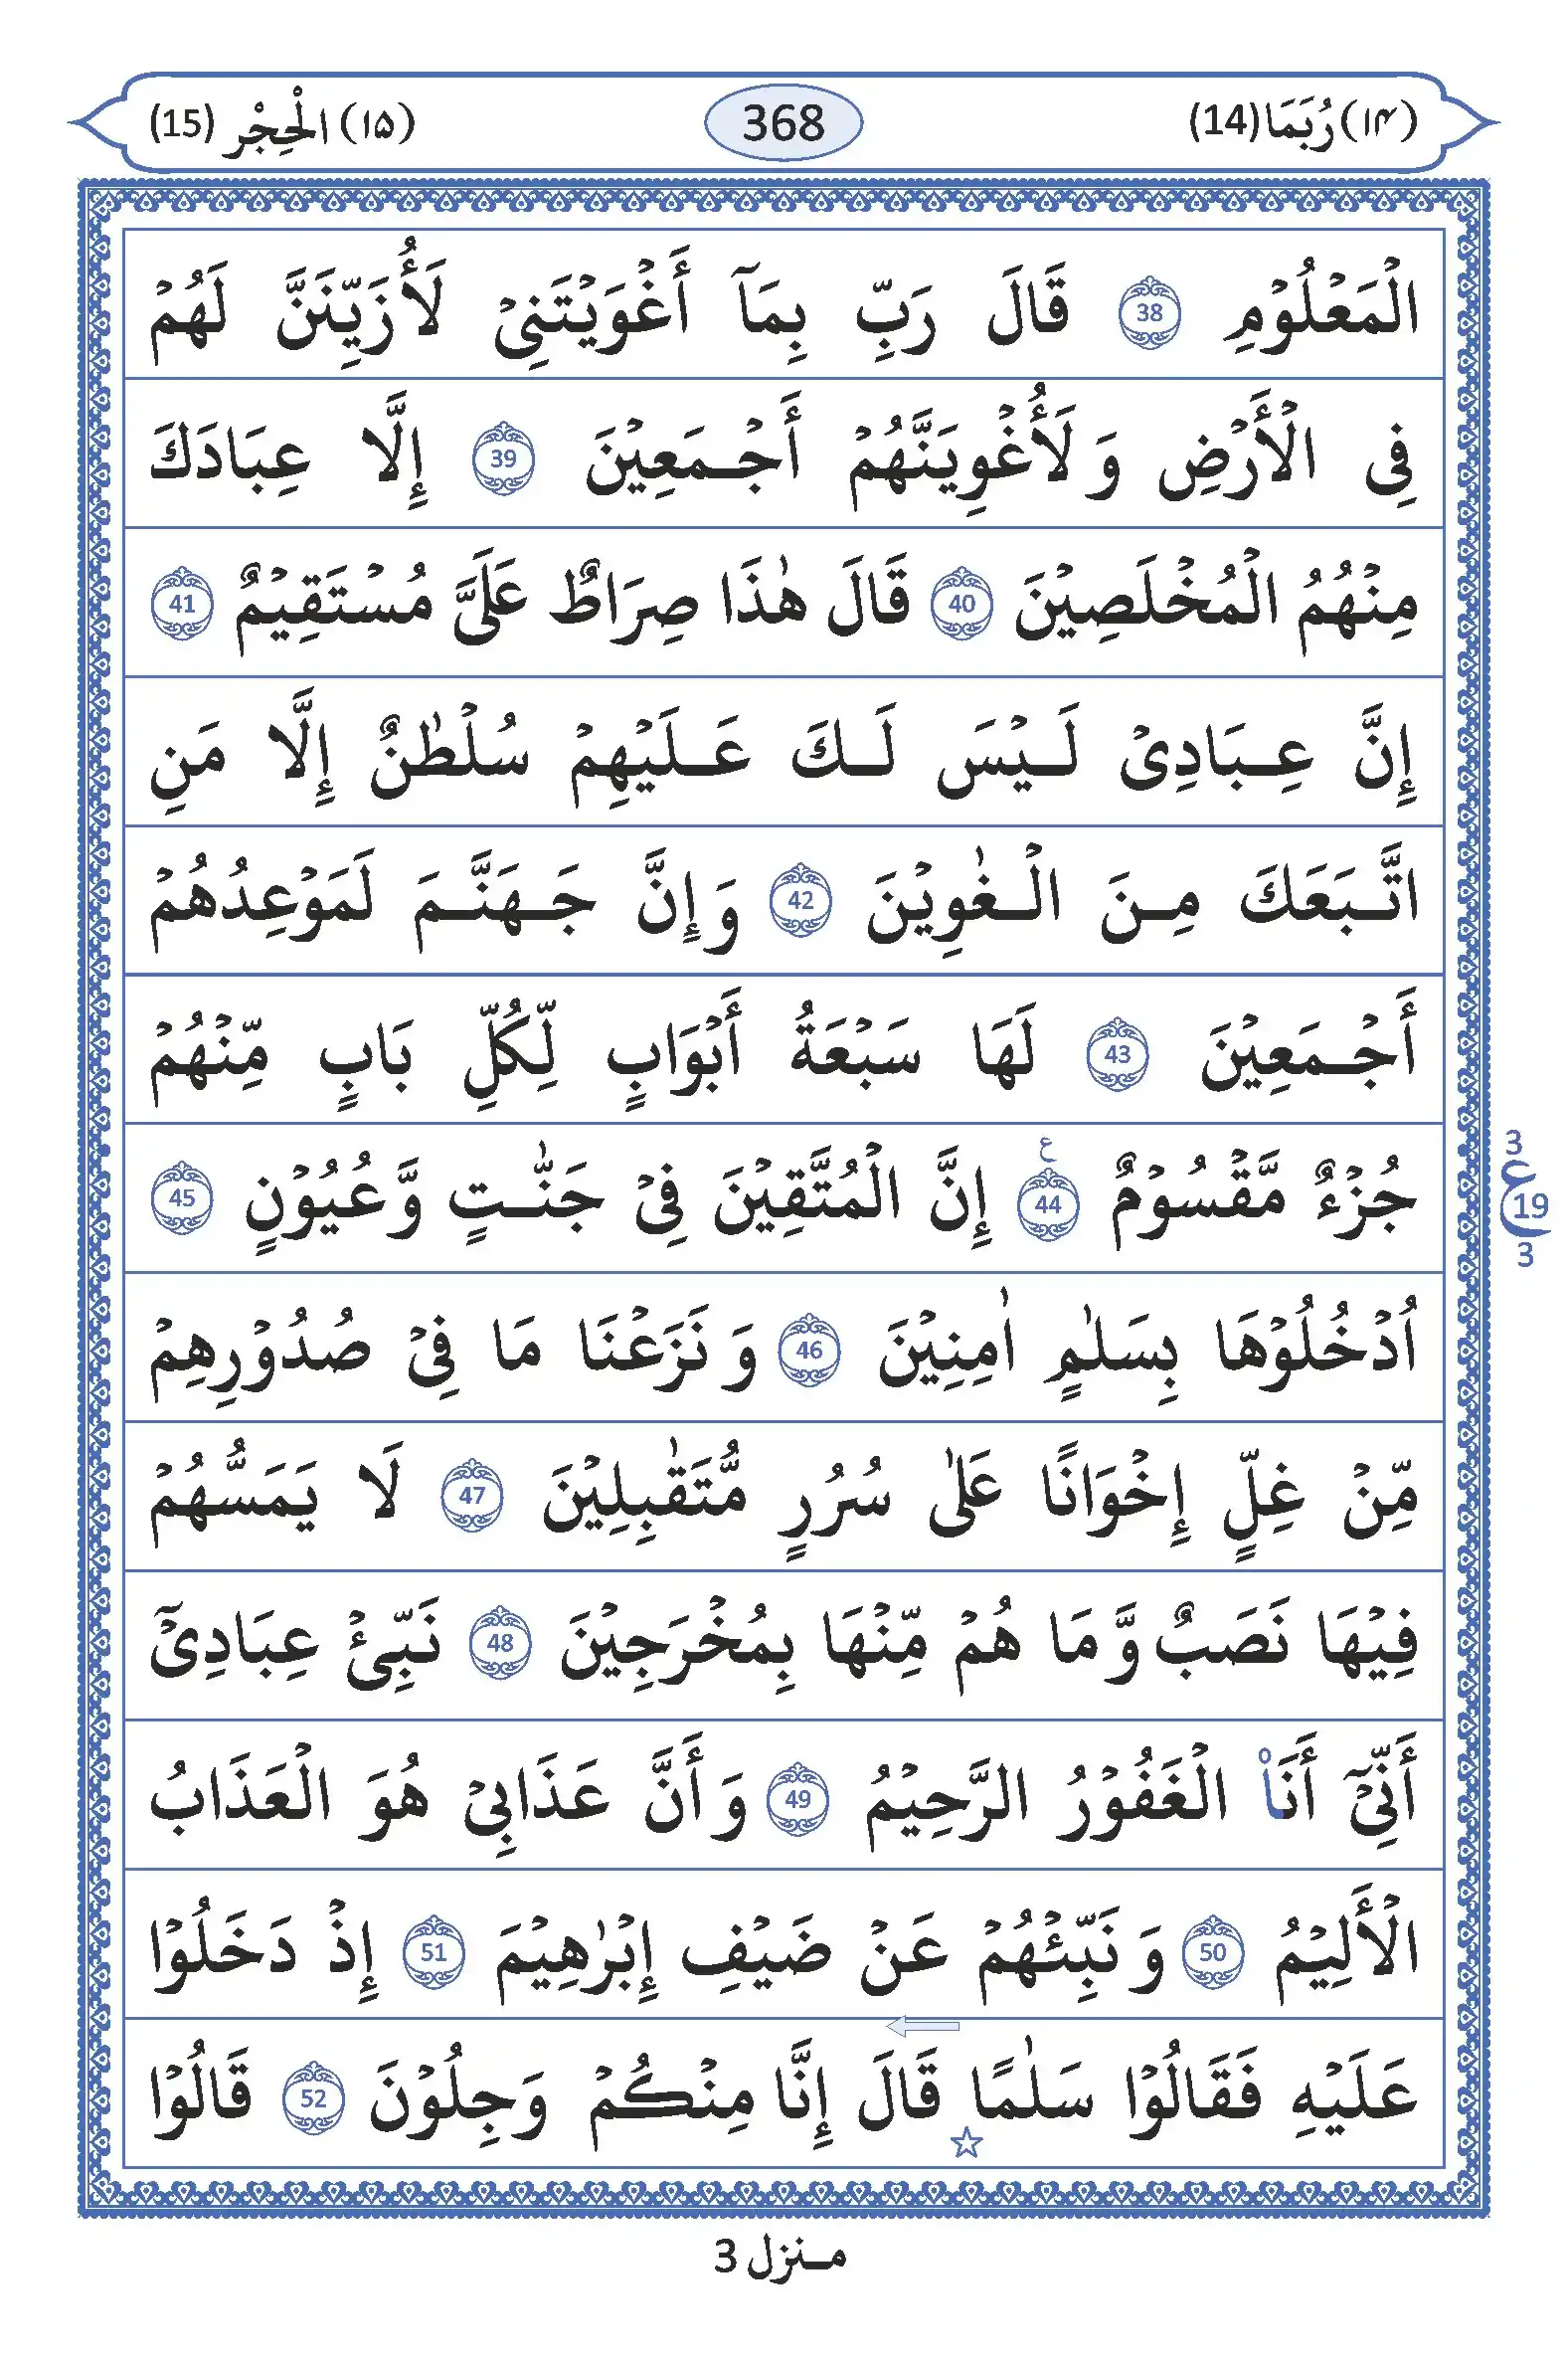 (۱۴) رُبَمَا (14) 368 (۱۵) الْحِجْر (15)
الْمَعْلُوْمِ 38 قَالَ رَبِّ بِمَاۤ أَغْوَيْتَنِيْ لَأُزَيِّنَنَّ لَهُمْ
فِي الْأَرْضِ وَ لَأُغْوِيَنَّهُمْ أَجْمَعِيْنَ 39 إِلَّا عِبَادَكَ
مِنْهُمُ الْمُخْلَصِيْنَ 40 قَالَ هٰذَا صِرَاطٌ عَلَيَّ مُسْتَقِيْمٌ 41
إِنَّ عِبَادِيْ لَيْسَ لَكَ عَلَيْهِمْ سُلْطٰنٌ إِلَّا مَنِ
اتَّبَعَكَ مِنَ الْغٰوِيْنَ 42 وَ إِنَّ جَهَنَّمَ لَمَوْعِدُهُمْ
أَجْمَعِيْنَ 43 لَهَا سَبْعَةُ أَبْوَابٍ لِّكُلِّ بَابٍ مِّنْهُمْ
جُزْءٌ مَّقْسُوْمٌ 44 ع إِنَّ الْمُتَّقِيْنَ فِيْ جَنّٰتٍ وَّ عُيُوْنٍ 45
3 ع 19 3
اُدْخُلُوْهَا بِسَلٰمٍ اٰمِنِيْنَ 46 وَ نَزَعْنَا مَا فِيْ صُدُوْرِهِمْ
مِّنْ غِلٍّ إِخْوَانًا عَلٰى سُرُرٍ مُّتَقٰبِلِيْنَ 47 لَا يَمَسُّهُمْ
فِيْهَا نَصَبٌ وَّ مَا هُمْ مِّنْهَا بِمُخْرَجِيْنَ 48 نَبِّئْ عِبَادِيْۤ
أَنِّيْۤ أَنَا۠ الْغَفُوْرُ الرَّحِيْمُ 49 وَ أَنَّ عَذَابِيْ هُوَ الْعَذَابُ
الْأَلِيْمُ 50 وَ نَبِّئْهُمْ عَنْ ضَيْفِ إِبْرٰهِيْمَ 51 إِذْ دَخَلُوْا
عَلَيْهِ فَقَالُوْا سَلٰمًا قَالَ إِنَّا مِنْكُمْ وَجِلُوْنَ 52 قَالُوْا
منزل 3